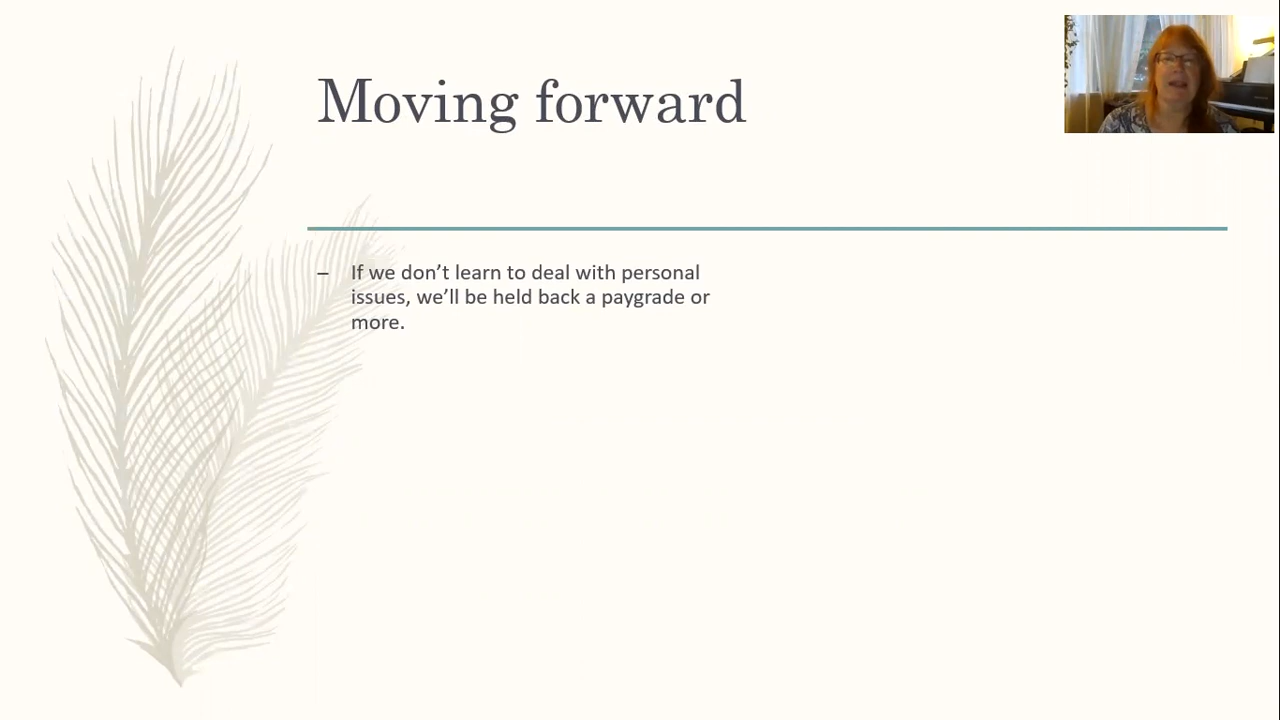 Moving forward
– If we don’t learn to deal with personal
issues, we’ll be held back a paygrade or
more.